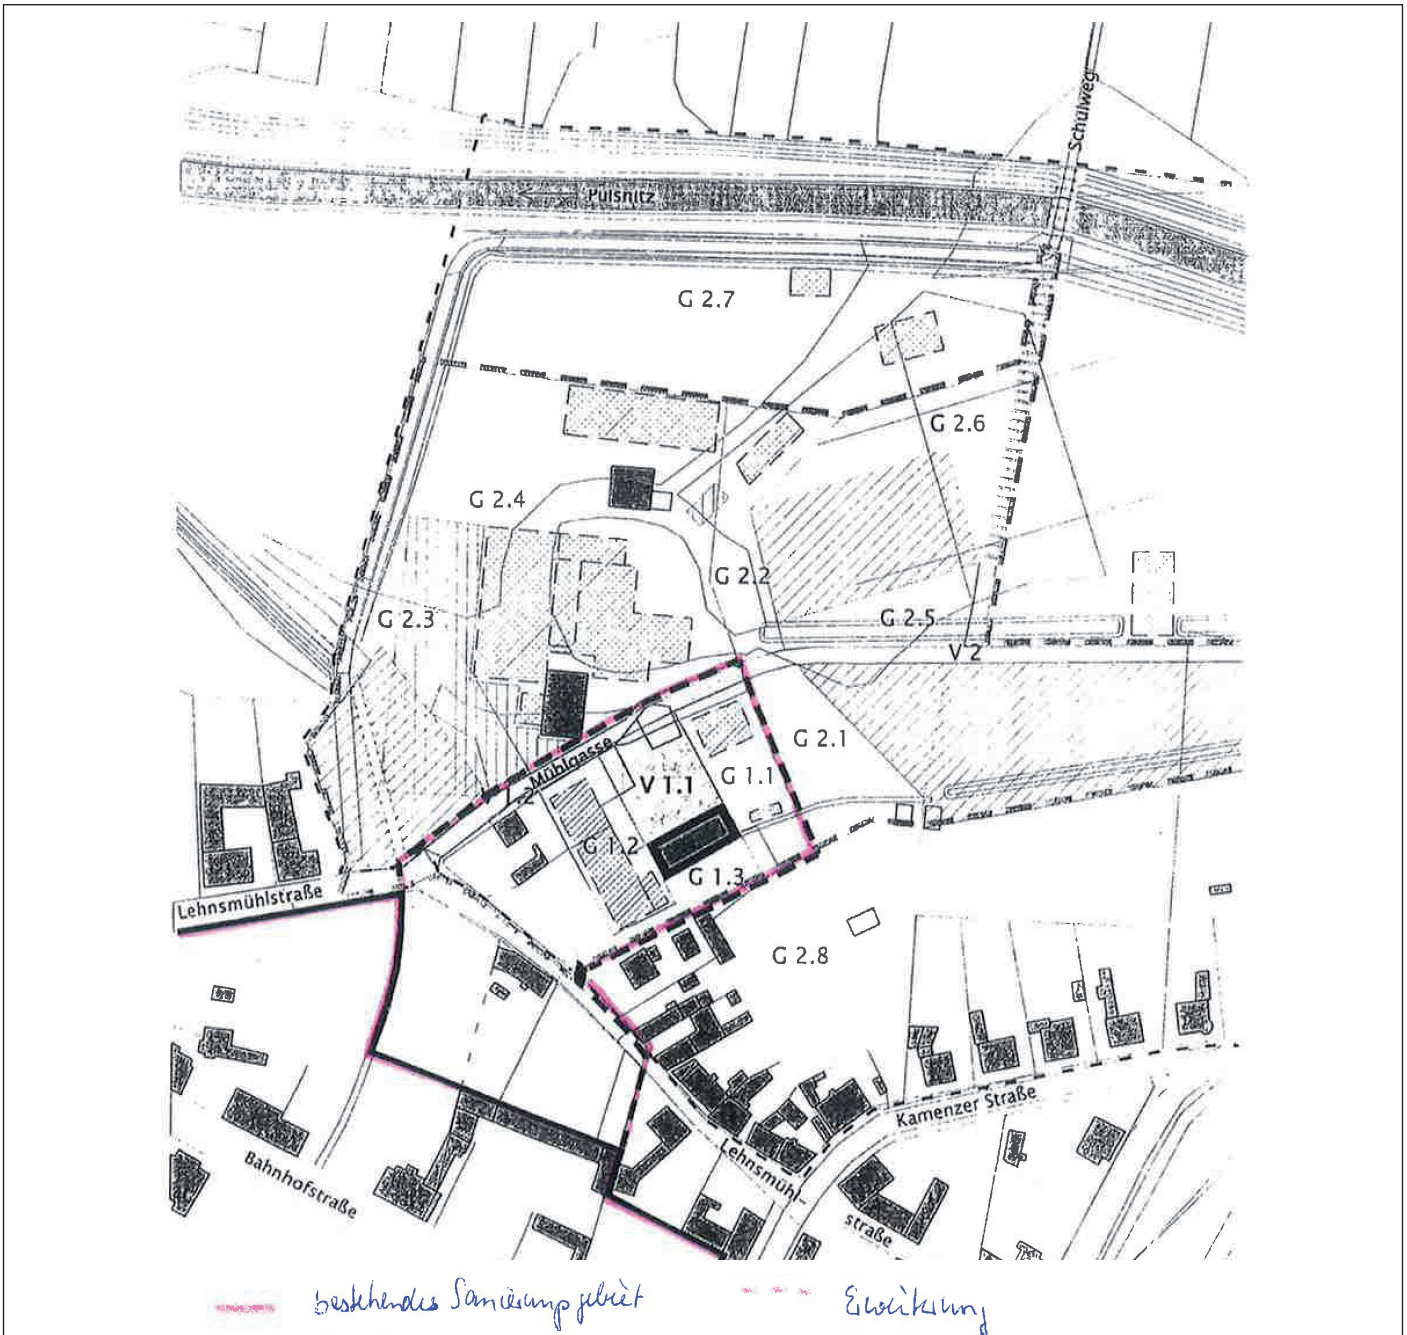 Schulweg
Pulsnitz
G 2.7
G 2.6
G 2.4
G 2.2
G 2.3
G 2.5
V 2
G 2.1
Mühlgasse
V 1.1
G 1.1
.2
G 1.2
G 1.3
Lehnsmühlstraße
G 2.8
Kamenzer Straße
Bahnhofstraße
Lehnsmühl-
straße
bestehendes Sanierungsgebiet
Erweiterung